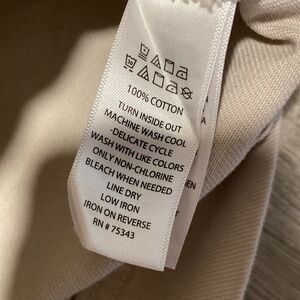 100% COTTON
TURN INSIDE OUT
MACHINE WASH COOL
-DELICATE CYCLE
WASH WITH LIKE COLORS
ONLY NON-CHLORINE
BLEACH WHEN NEEDED
LINE DRY
LOW IRON
IRON ON REVERSE
RN # 75343